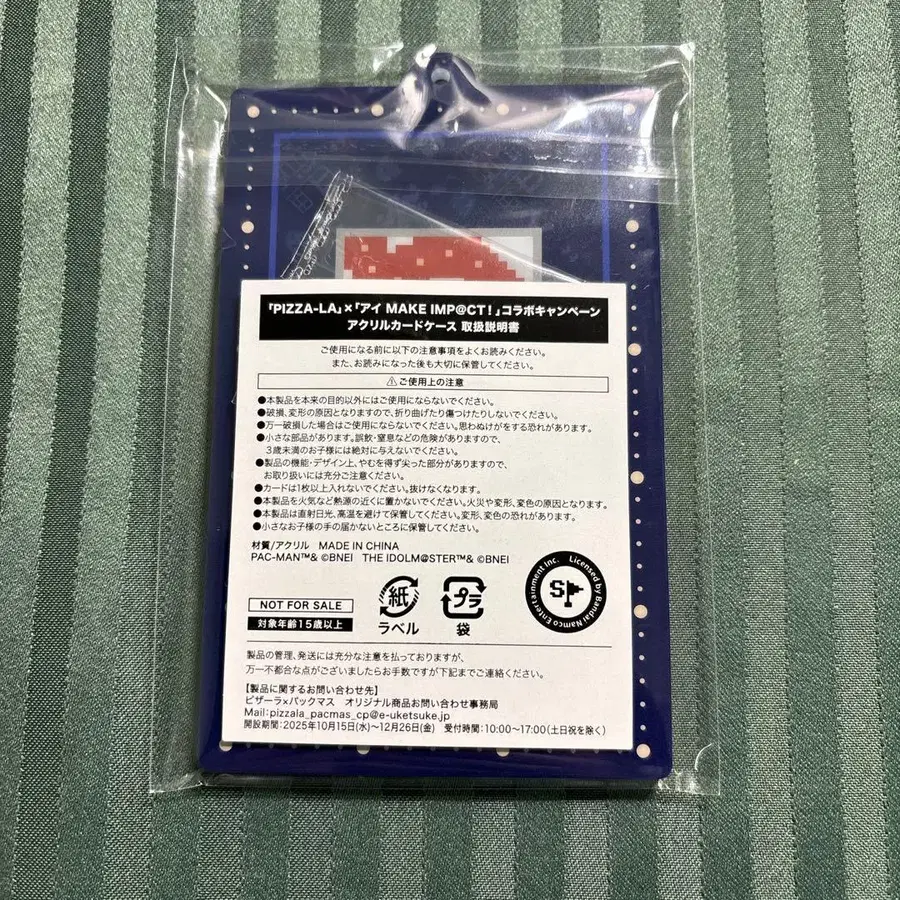 「PIZZA-LA」×「アイ MAKE IMP@CT！」コラボキャンペーン
アクリルカードケース 取扱説明書
ご使用になる前に以下の注意事項をよくお読みください。
また、お読みになった後も大切に保管してください。
⚠ご使用上の注意
●本製品を本来の目的以外にはご使用にならないでください。
●破損、変形の原因となりますので、折り曲げたり傷つけたりしないでください。
●万一破損した場合はご使用にならないでください。思わぬけがをする恐れがあります。
●小さな部品があります。誤飲・窒息などの危険がありますので、
3歳未満のお子様には絶対に与えないでください。
●製品の機能・デザイン上、やむを得ず尖った部分がありますので、
お取り扱いには充分ご注意ください。
●カードは1枚以上入れないでください。抜けなくなります。
●本製品を火気など熱源の近くに置かないでください。火災や変形、変色の原因となります。
●本製品は直射日光、高温を避けて保管してください。変形、変色の恐れがあります。
●小さなお子様の手の届かないところに保管してください。
材質/アクリル MADE IN CHINA
PAC-MAN™& ©BNEI THE IDOLM@STER™& ©BNEI
NOT FOR SALE
対象年齢15歳以上
紙
ラベル
プラ
袋
Licensed by Bandai Namco Entertainment Inc.
SP
製品の管理、発送には充分な注意を払っておりますが、
万一不都合な点がございましたらお手数ですが下記までご連絡ください。
【製品に関するお問い合わせ先】
ピザーラ×パックマス オリジナル商品お問い合わせ事務局
Mail:pizzala_pacmas_cp@e-uketsuke.jp
開設期間:2025年10月15日(水)〜12月26日(金) 受付時間:10:00〜17:00(土日祝を除く)